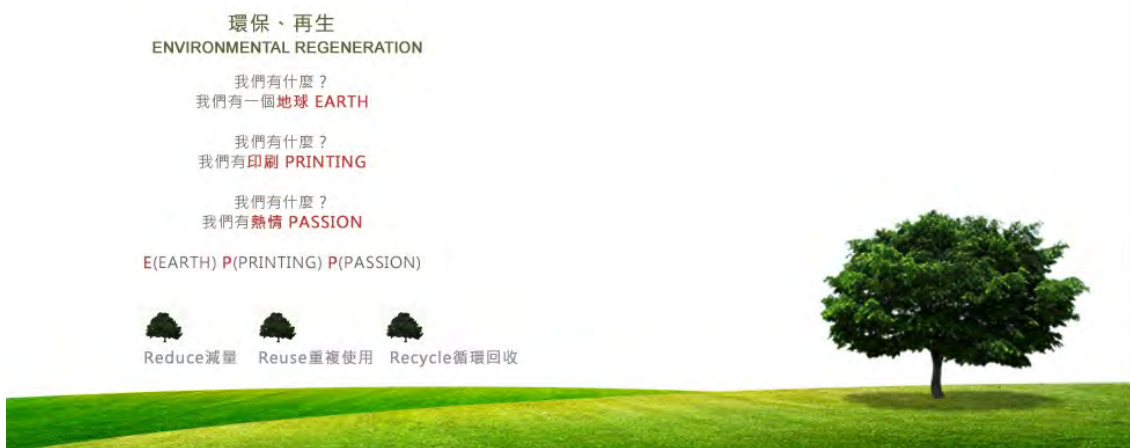 環保、再生
ENVIRONMENTAL REGENERATION
我們有什麼？
我們有一個地球 EARTH
我們有什麼？
我們有印刷 PRINTING
我們有什麼？
我們有熱情 PASSION
E(EARTH) P(PRINTING) P(PASSION)
Reduce減量 Reuse重複使用 Recycle循環回收